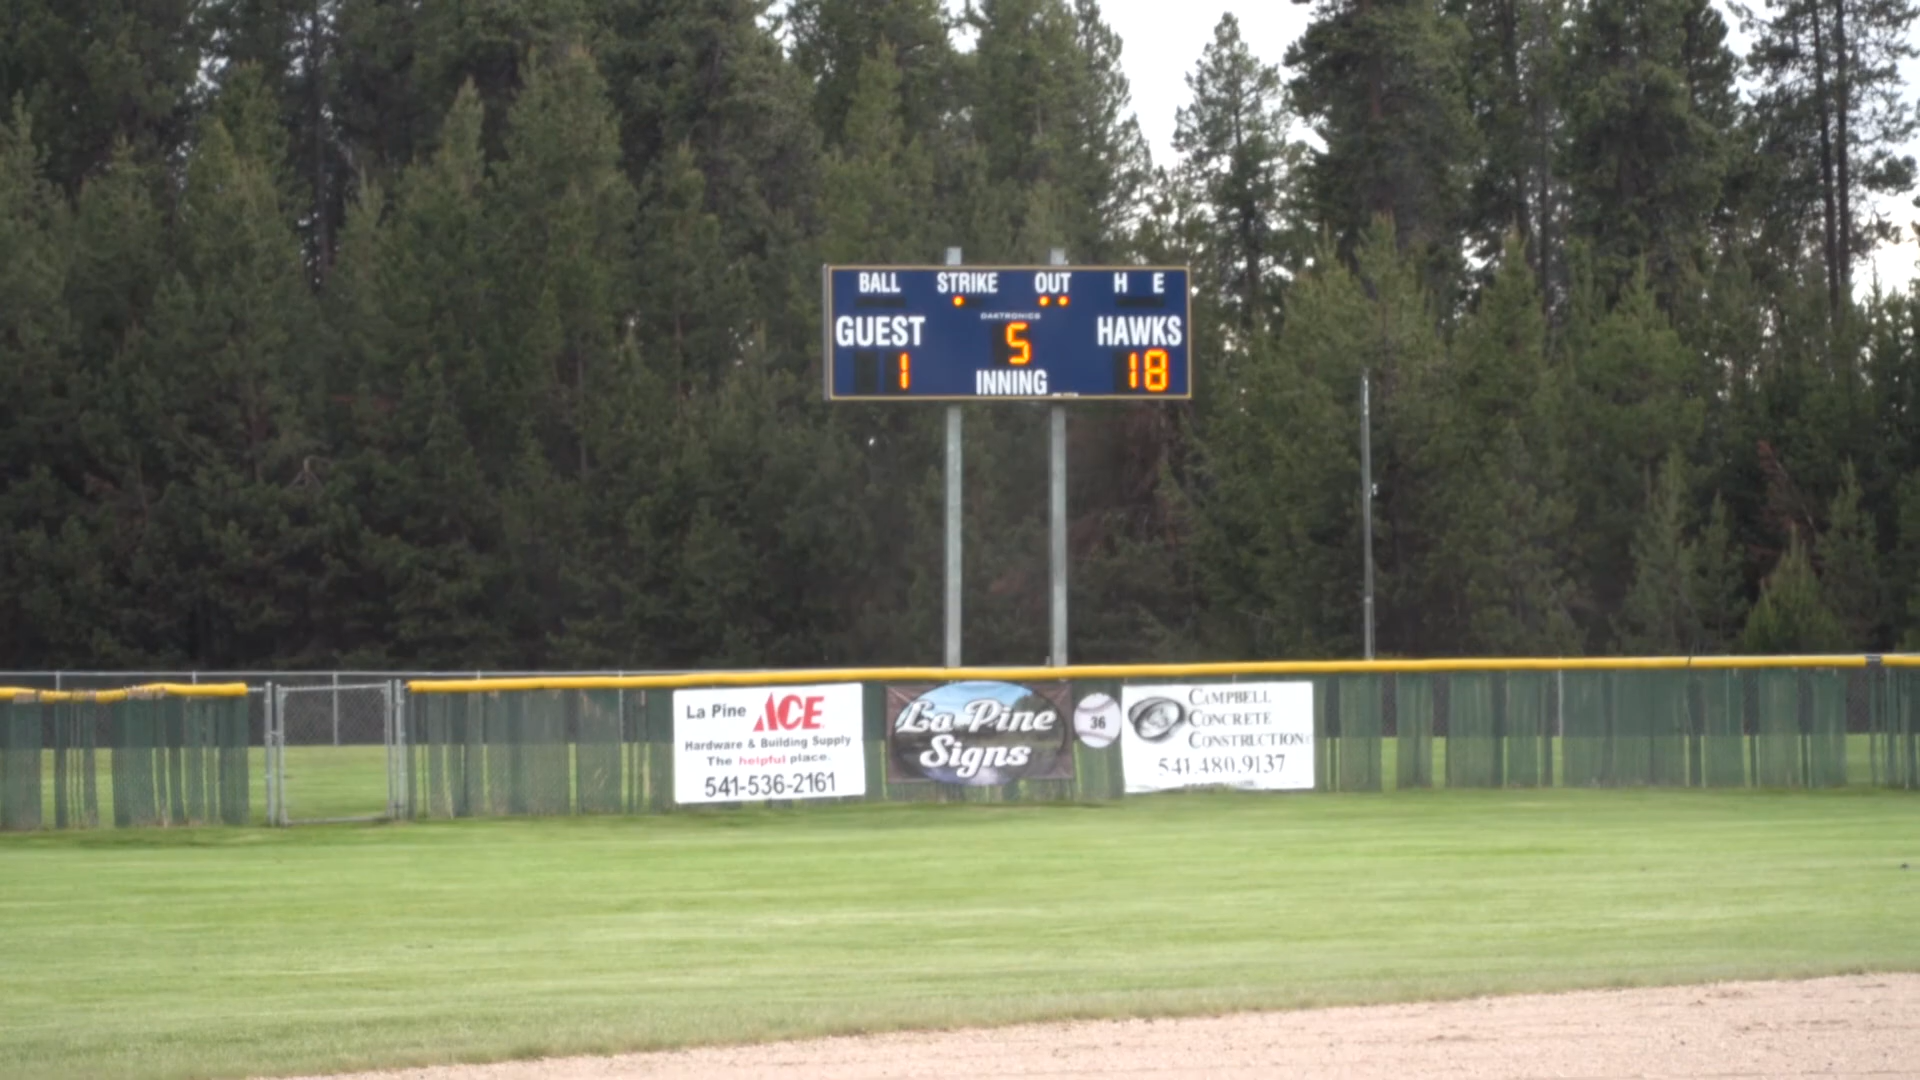 BALL STRIKE OUT H E
DAKTRONICS
GUEST 5 HAWKS
1 INNING 18
La Pine ACE
Hardware & Building Supply
The helpful place.
541-536-2161
La Pine
Signs
36
CAMPBELL
CONCRETE
CONSTRUCTION
541.480.9137